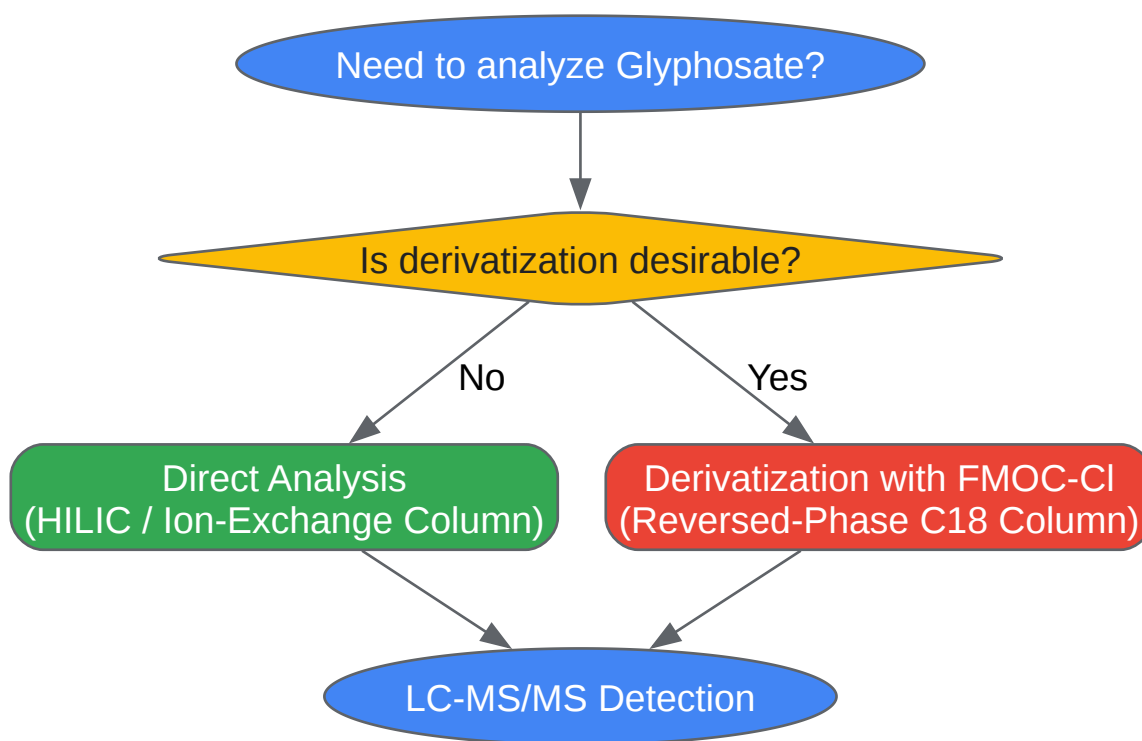 Need to analyze Glyphosate?
Is derivatization desirable?
No
Yes
Direct Analysis
(HILIC / Ion-Exchange Column)
Derivatization with FMOC-Cl
(Reversed-Phase C18 Column)
LC-MS/MS Detection